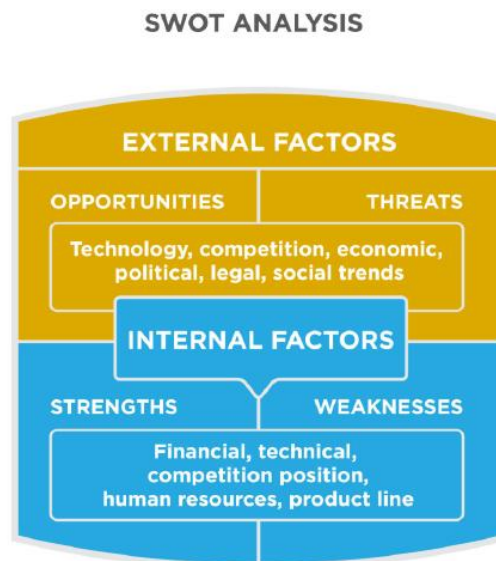 SWOT ANALYSIS
EXTERNAL FACTORS
OPPORTUNITIES
THREATS
Technology, competition, economic,
political, legal, social trends
INTERNAL FACTORS
STRENGTHS
WEAKNESSES
Financial, technical,
competition position,
human resources, product line